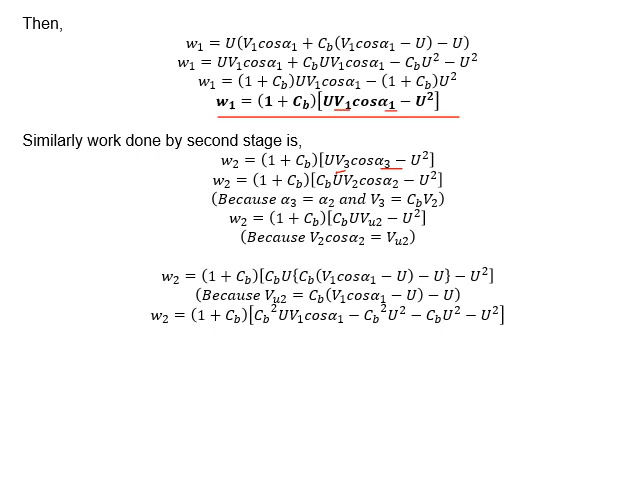 Then,
w₁ = U(V₁cosα₁ + C_b(V₁cosα₁ − U) − U)
w₁ = UV₁cosα₁ + C_bUV₁cosα₁ − C_bU² − U²
w₁ = (1 + C_b)UV₁cosα₁ − (1 + C_b)U²
w₁ = (1 + C_b)[UV₁cosα₁ − U²]
Similarly work done by second stage is,
w₂ = (1 + C_b)[UV₃cosα₃ − U²]
w₂ = (1 + C_b)[C_bUV₂cosα₂ − U²]
(Because α₃ = α₂ and V₃ = C_bV₂)
w₂ = (1 + C_b)[C_bUV_u2 − U²]
(Because V₂cosα₂ = V_u2)
w₂ = (1 + C_b)[C_bU{C_b(V₁cosα₁ − U) − U} − U²]
(Because V_u2 = C_b(V₁cosα₁ − U) − U)
w₂ = (1 + C_b)[C_b²UV₁cosα₁ − C_b²U² − C_bU² − U²]